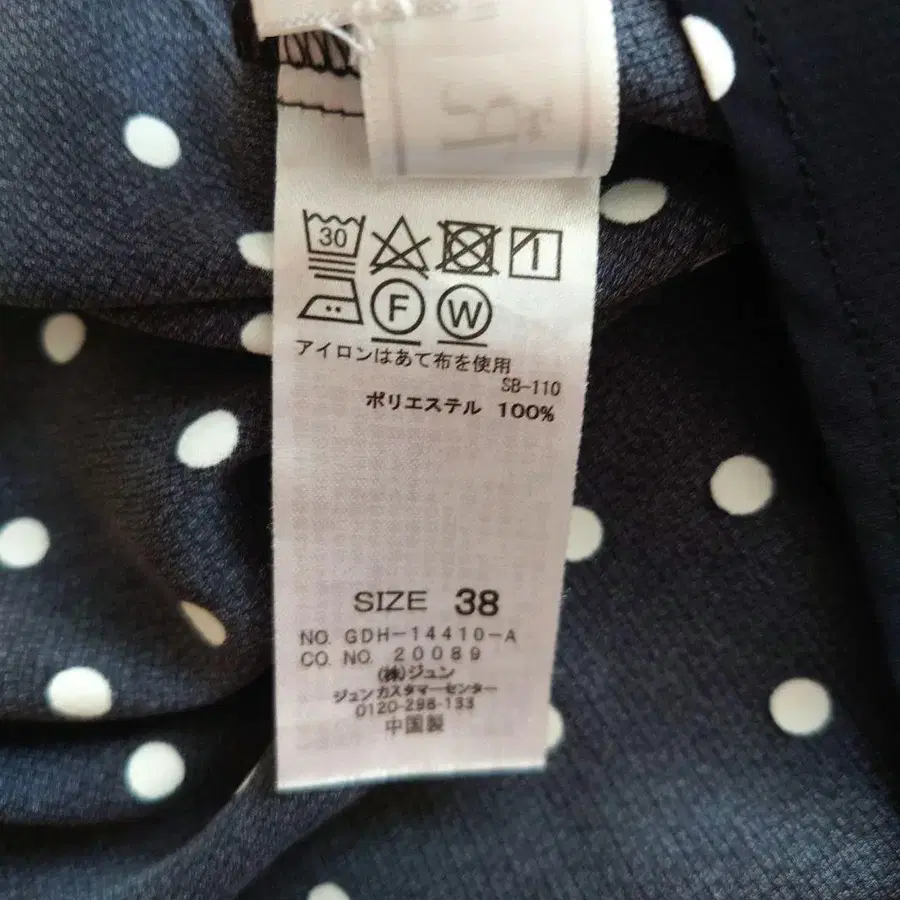 30
F W
アイロンはあて布を使用
SB-110
ポリエステル 100%
SIZE 38
NO. GDH-14410-A
CO. NO. 20089
(株)ジュン
ジュンカスタマーセンター
0120-298-133
中国製